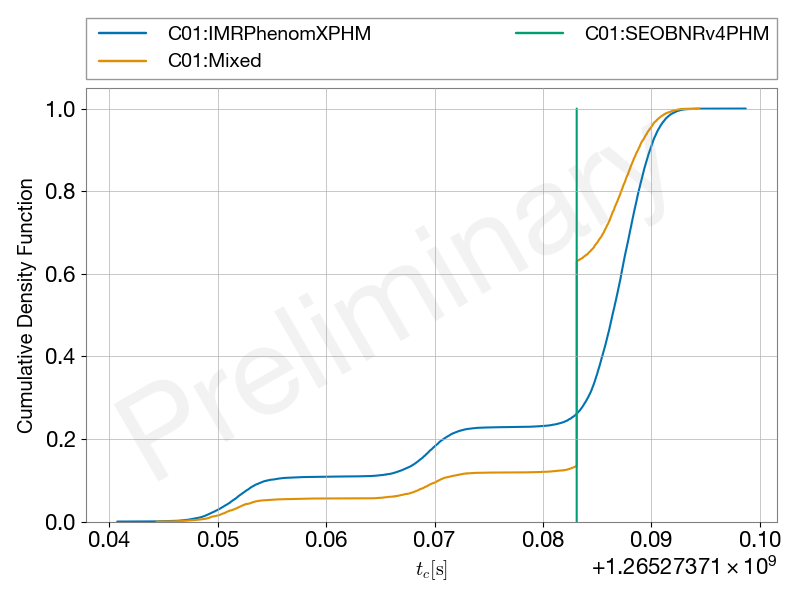 C01:IMRPhenomXPHM C01:SEOBNRv4PHM
C01:Mixed
Preliminary
Cumulative Density Function
1.0
0.8
0.6
0.4
0.2
0.0
0.04 0.05 0.06 0.07 0.08 0.09 0.10
t_c[s]
+1.26527371 × 10⁹